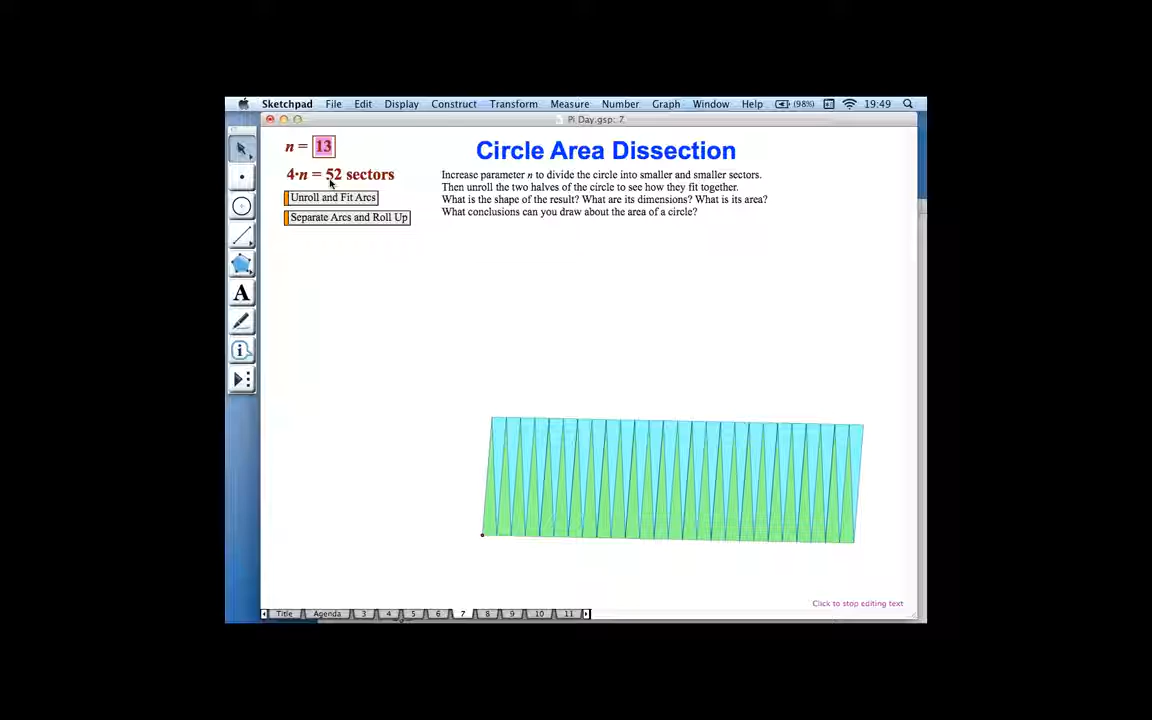 Sketchpad File Edit Display Construct Transform Measure Number Graph Window Help (98%) 19:49
Pi Day.gsp: 7
n = 13
4·n = 52 sectors
Unroll and Fit Arcs
Separate Arcs and Roll Up
Circle Area Dissection
Increase parameter n to divide the circle into smaller and smaller sectors.
Then unroll the two halves of the circle to see how they fit together.
What is the shape of the result? What are its dimensions? What is its area?
What conclusions can you draw about the area of a circle?
A
Click to stop editing text
Title Agenda 3 4 5 6 7 8 9 10 11